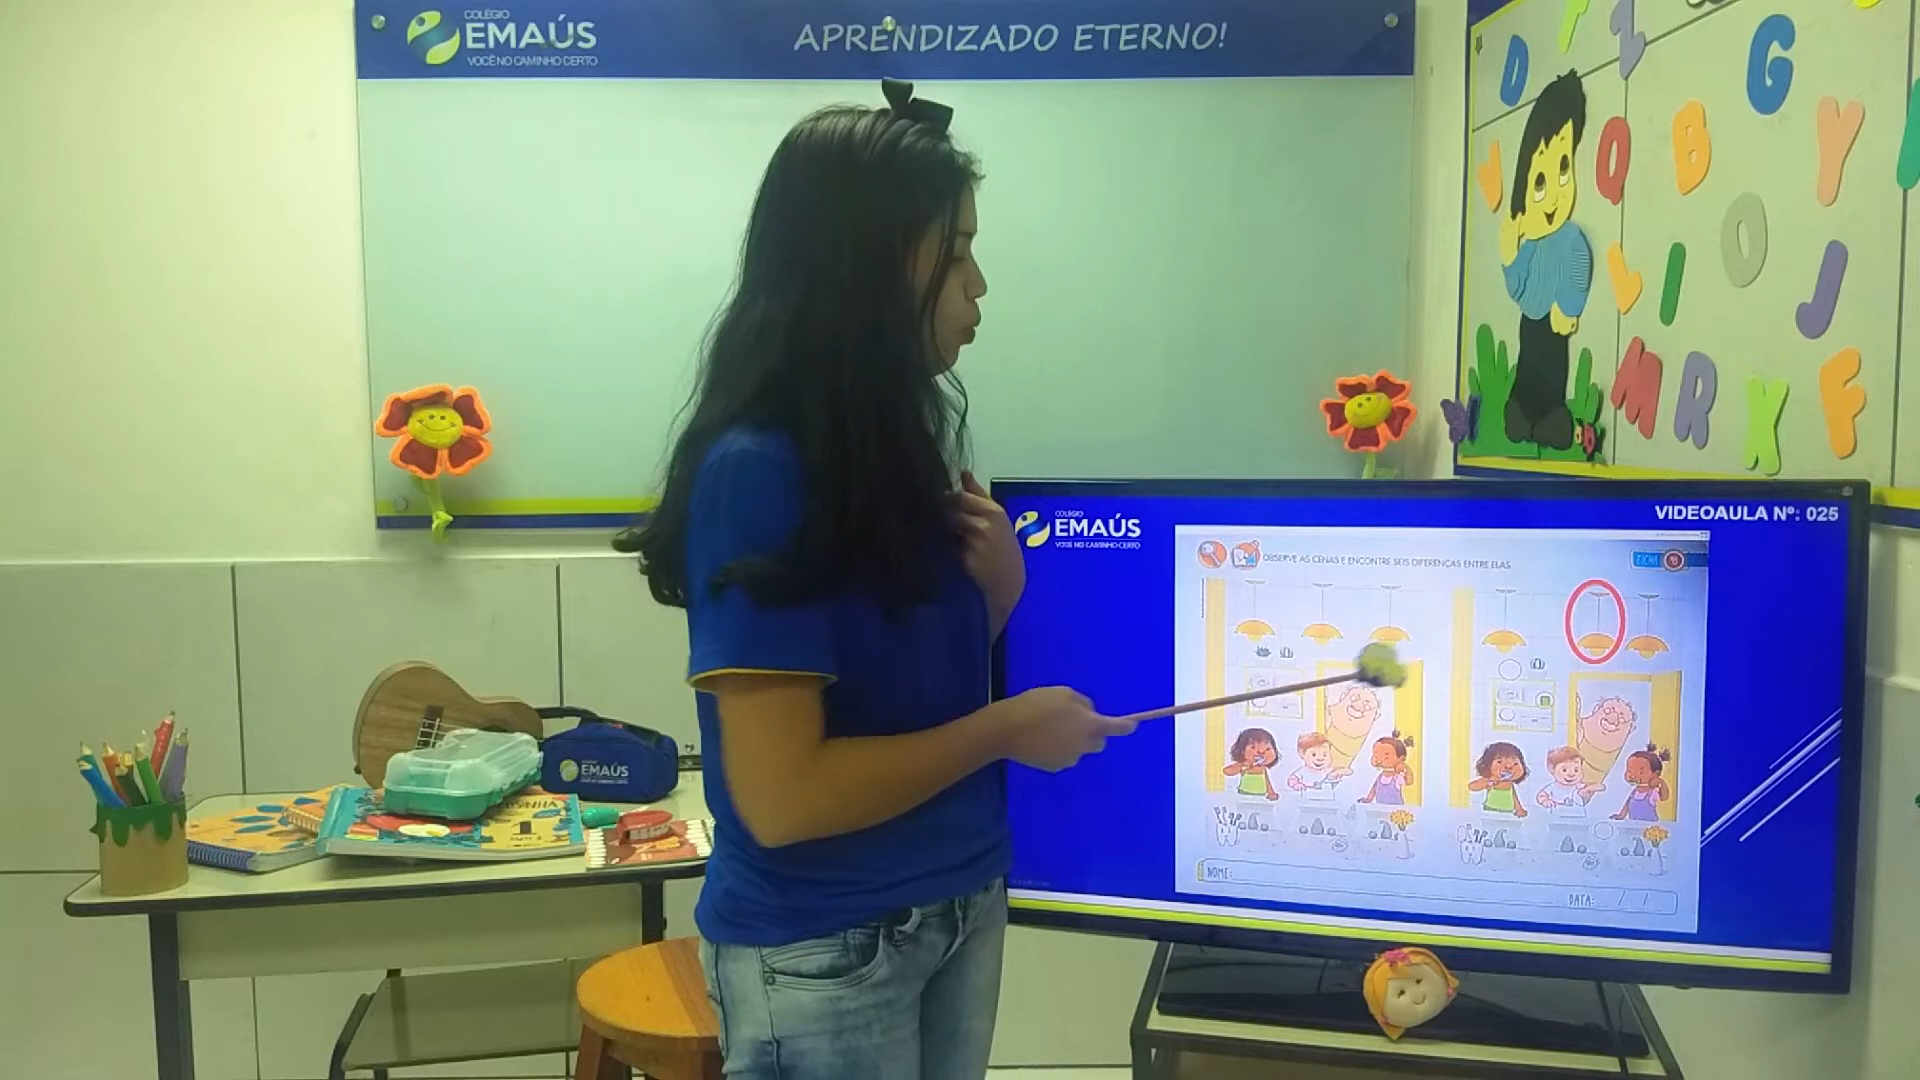 COLÉGIO
EMAÚS
VOCÊ NO CAMINHO CERTO
APRENDIZADO ETERNO!
D
G
Q
B
Y
O
L
I
J
M
R
X
F
COLÉGIO
EMAÚS
VOCÊ NO CAMINHO CERTO
VIDEOAULA Nº: 025
OBSERVE AS CENAS E ENCONTRE SEIS DIFERENÇAS ENTRE ELAS.
FICHA
NOME:
DATA: / /
EMAÚS